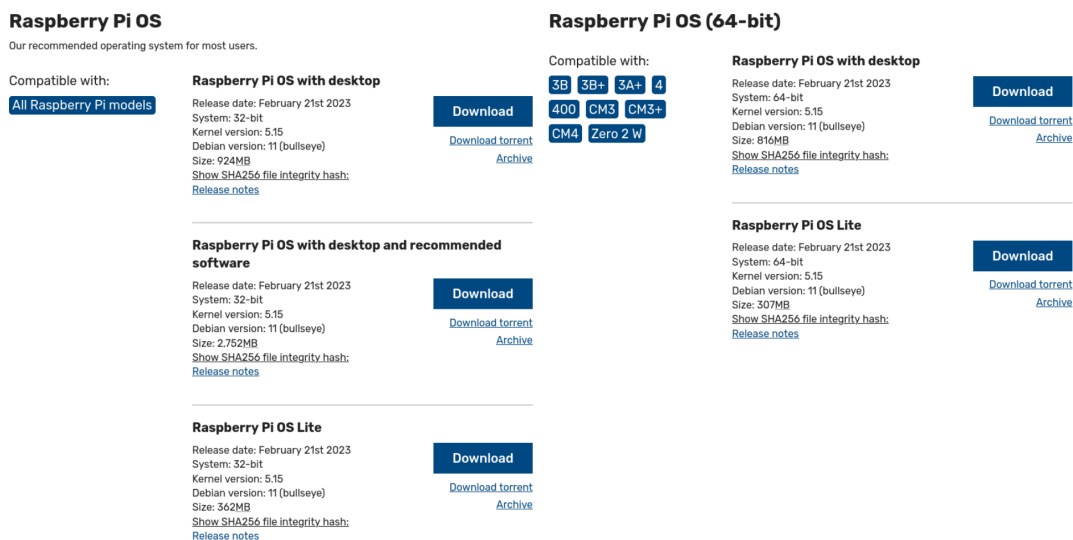 Raspberry Pi OS
Our recommended operating system for most users.
Compatible with:
All Raspberry Pi models
Raspberry Pi OS with desktop
Release date: February 21st 2023
System: 32-bit
Kernel version: 5.15
Debian version: 11 (bullseye)
Size: 924MB
Show SHA256 file integrity hash:
Release notes
Download
Download torrent
Archive
Raspberry Pi OS with desktop and recommended
software
Release date: February 21st 2023
System: 32-bit
Kernel version: 5.15
Debian version: 11 (bullseye)
Size: 2,752MB
Show SHA256 file integrity hash:
Release notes
Download
Download torrent
Archive
Raspberry Pi OS Lite
Release date: February 21st 2023
System: 32-bit
Kernel version: 5.15
Debian version: 11 (bullseye)
Size: 362MB
Show SHA256 file integrity hash:
Release notes
Download
Download torrent
Archive
Raspberry Pi OS (64-bit)
Compatible with:
3B 3B+ 3A+ 4
400 CM3 CM3+
CM4 Zero 2 W
Raspberry Pi OS with desktop
Release date: February 21st 2023
System: 64-bit
Kernel version: 5.15
Debian version: 11 (bullseye)
Size: 816MB
Show SHA256 file integrity hash:
Release notes
Download
Download torrent
Archive
Raspberry Pi OS Lite
Release date: February 21st 2023
System: 64-bit
Kernel version: 5.15
Debian version: 11 (bullseye)
Size: 307MB
Show SHA256 file integrity hash:
Release notes
Download
Download torrent
Archive